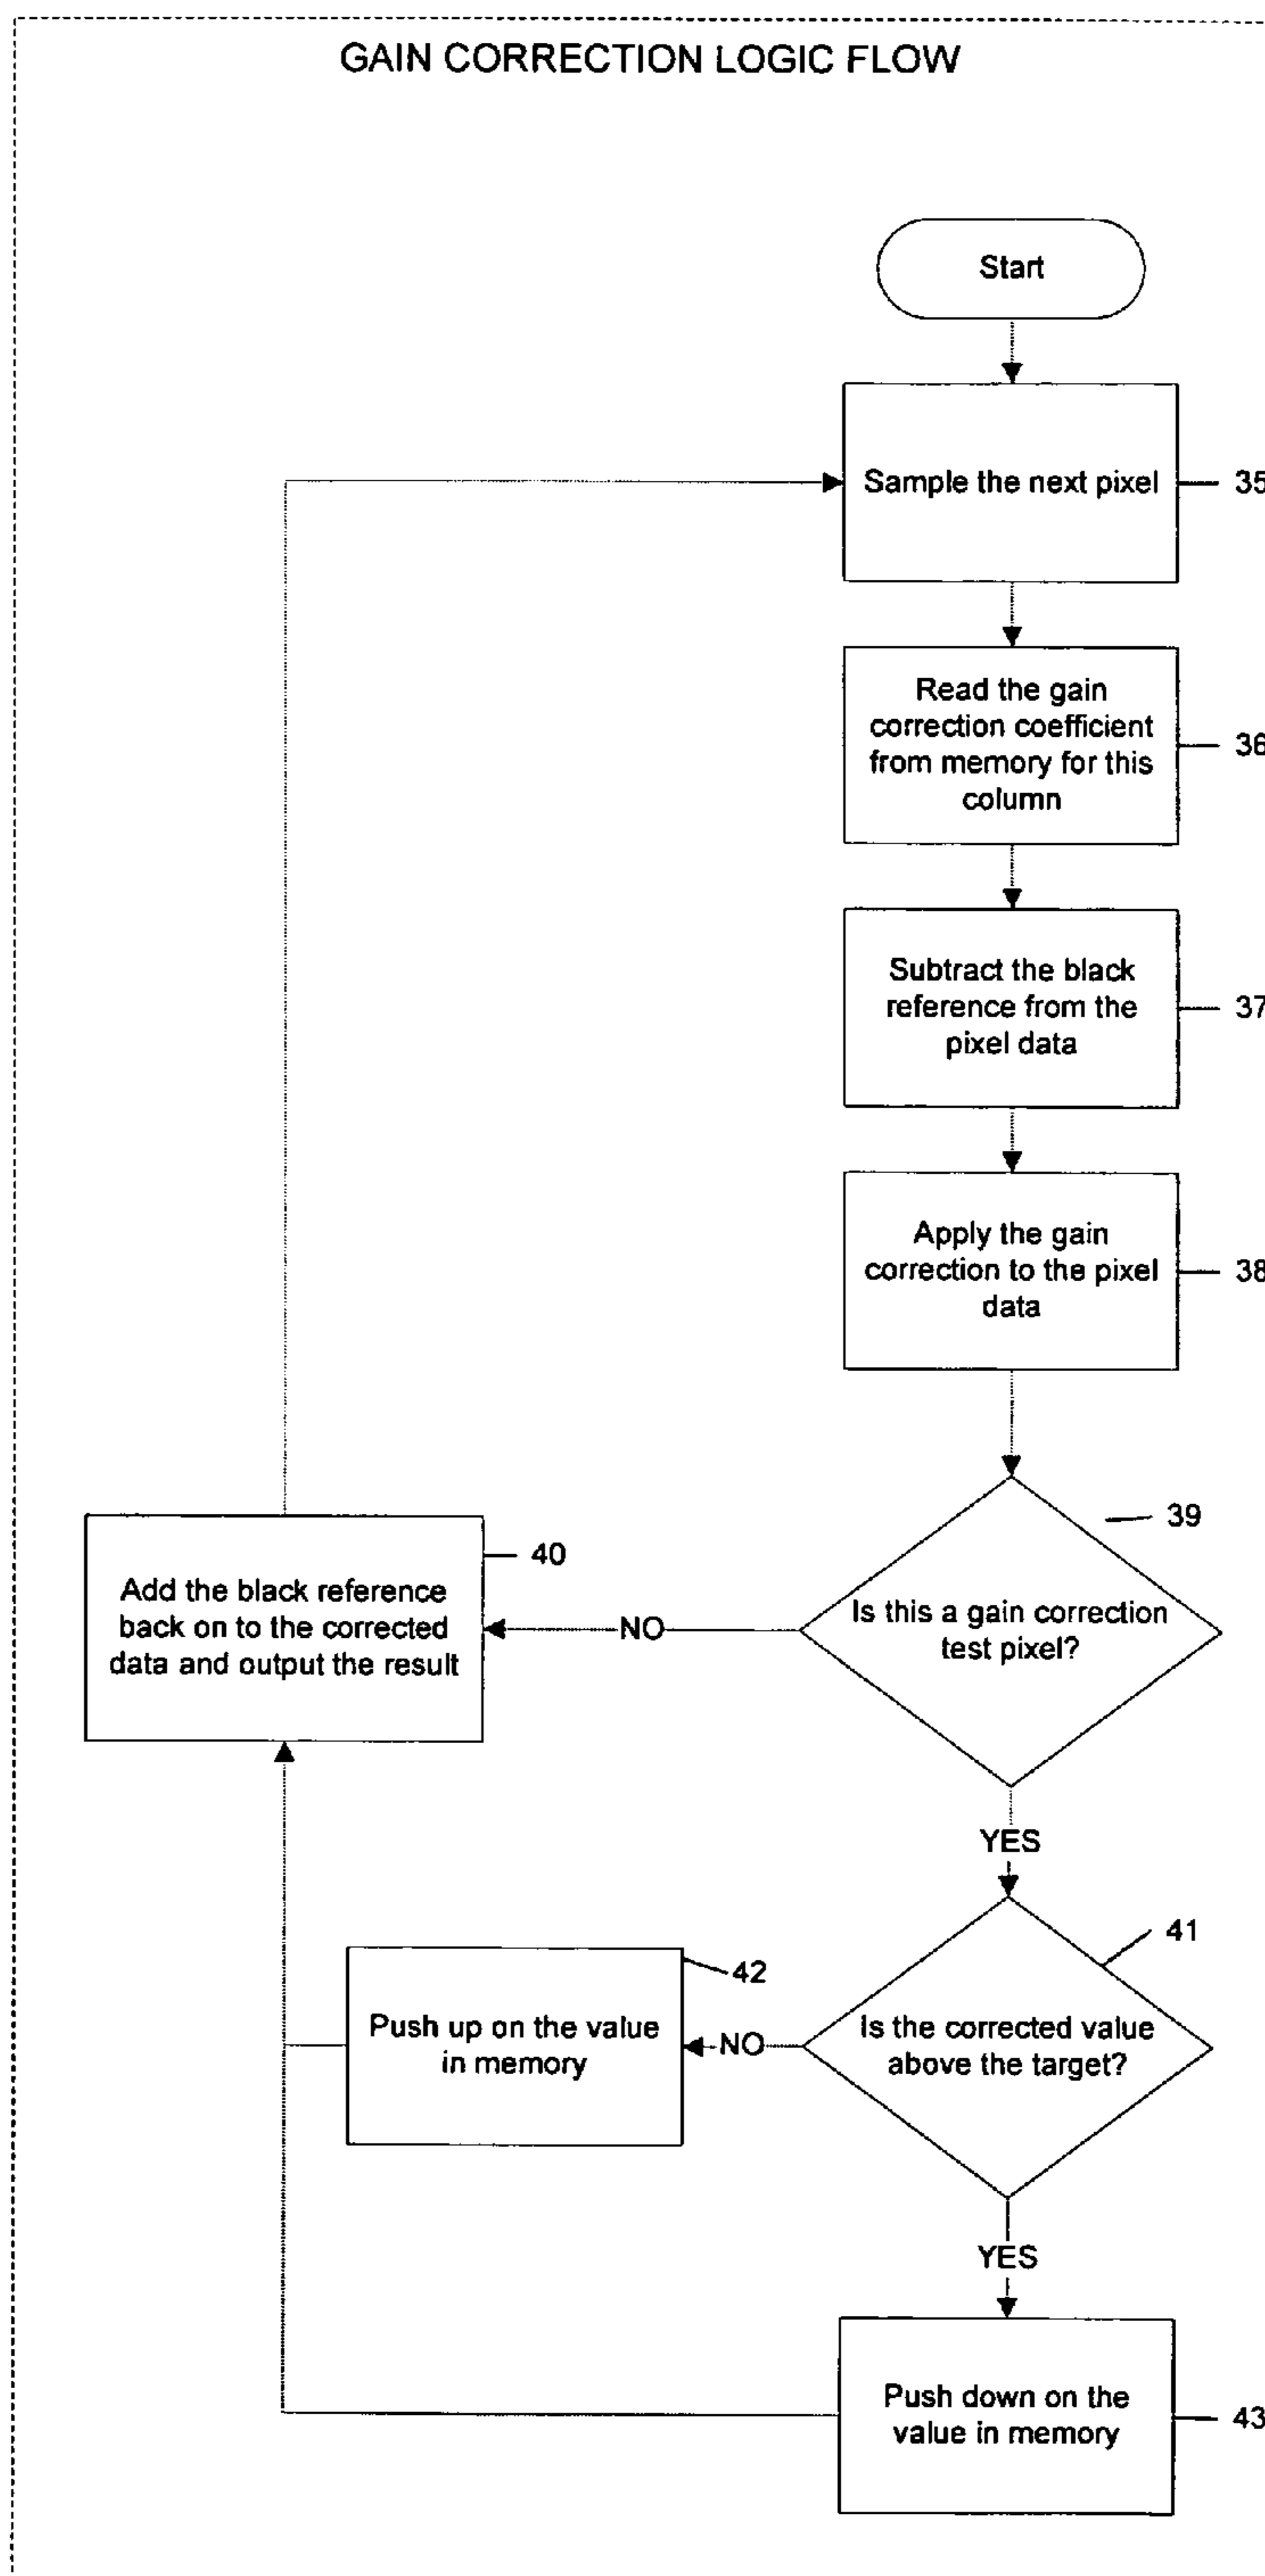 GAIN CORRECTION LOGIC FLOW
Start
Sample the next pixel
35
Read the gain
correction coefficient
from memory for this
column
36
Subtract the black
reference from the
pixel data
37
Apply the gain
correction to the pixel
data
38
39
Is this a gain correction
test pixel?
NO
40
Add the black reference
back on to the corrected
data and output the result
YES
41
Is the corrected value
above the target?
NO
42
Push up on the value
in memory
YES
Push down on the
value in memory
43